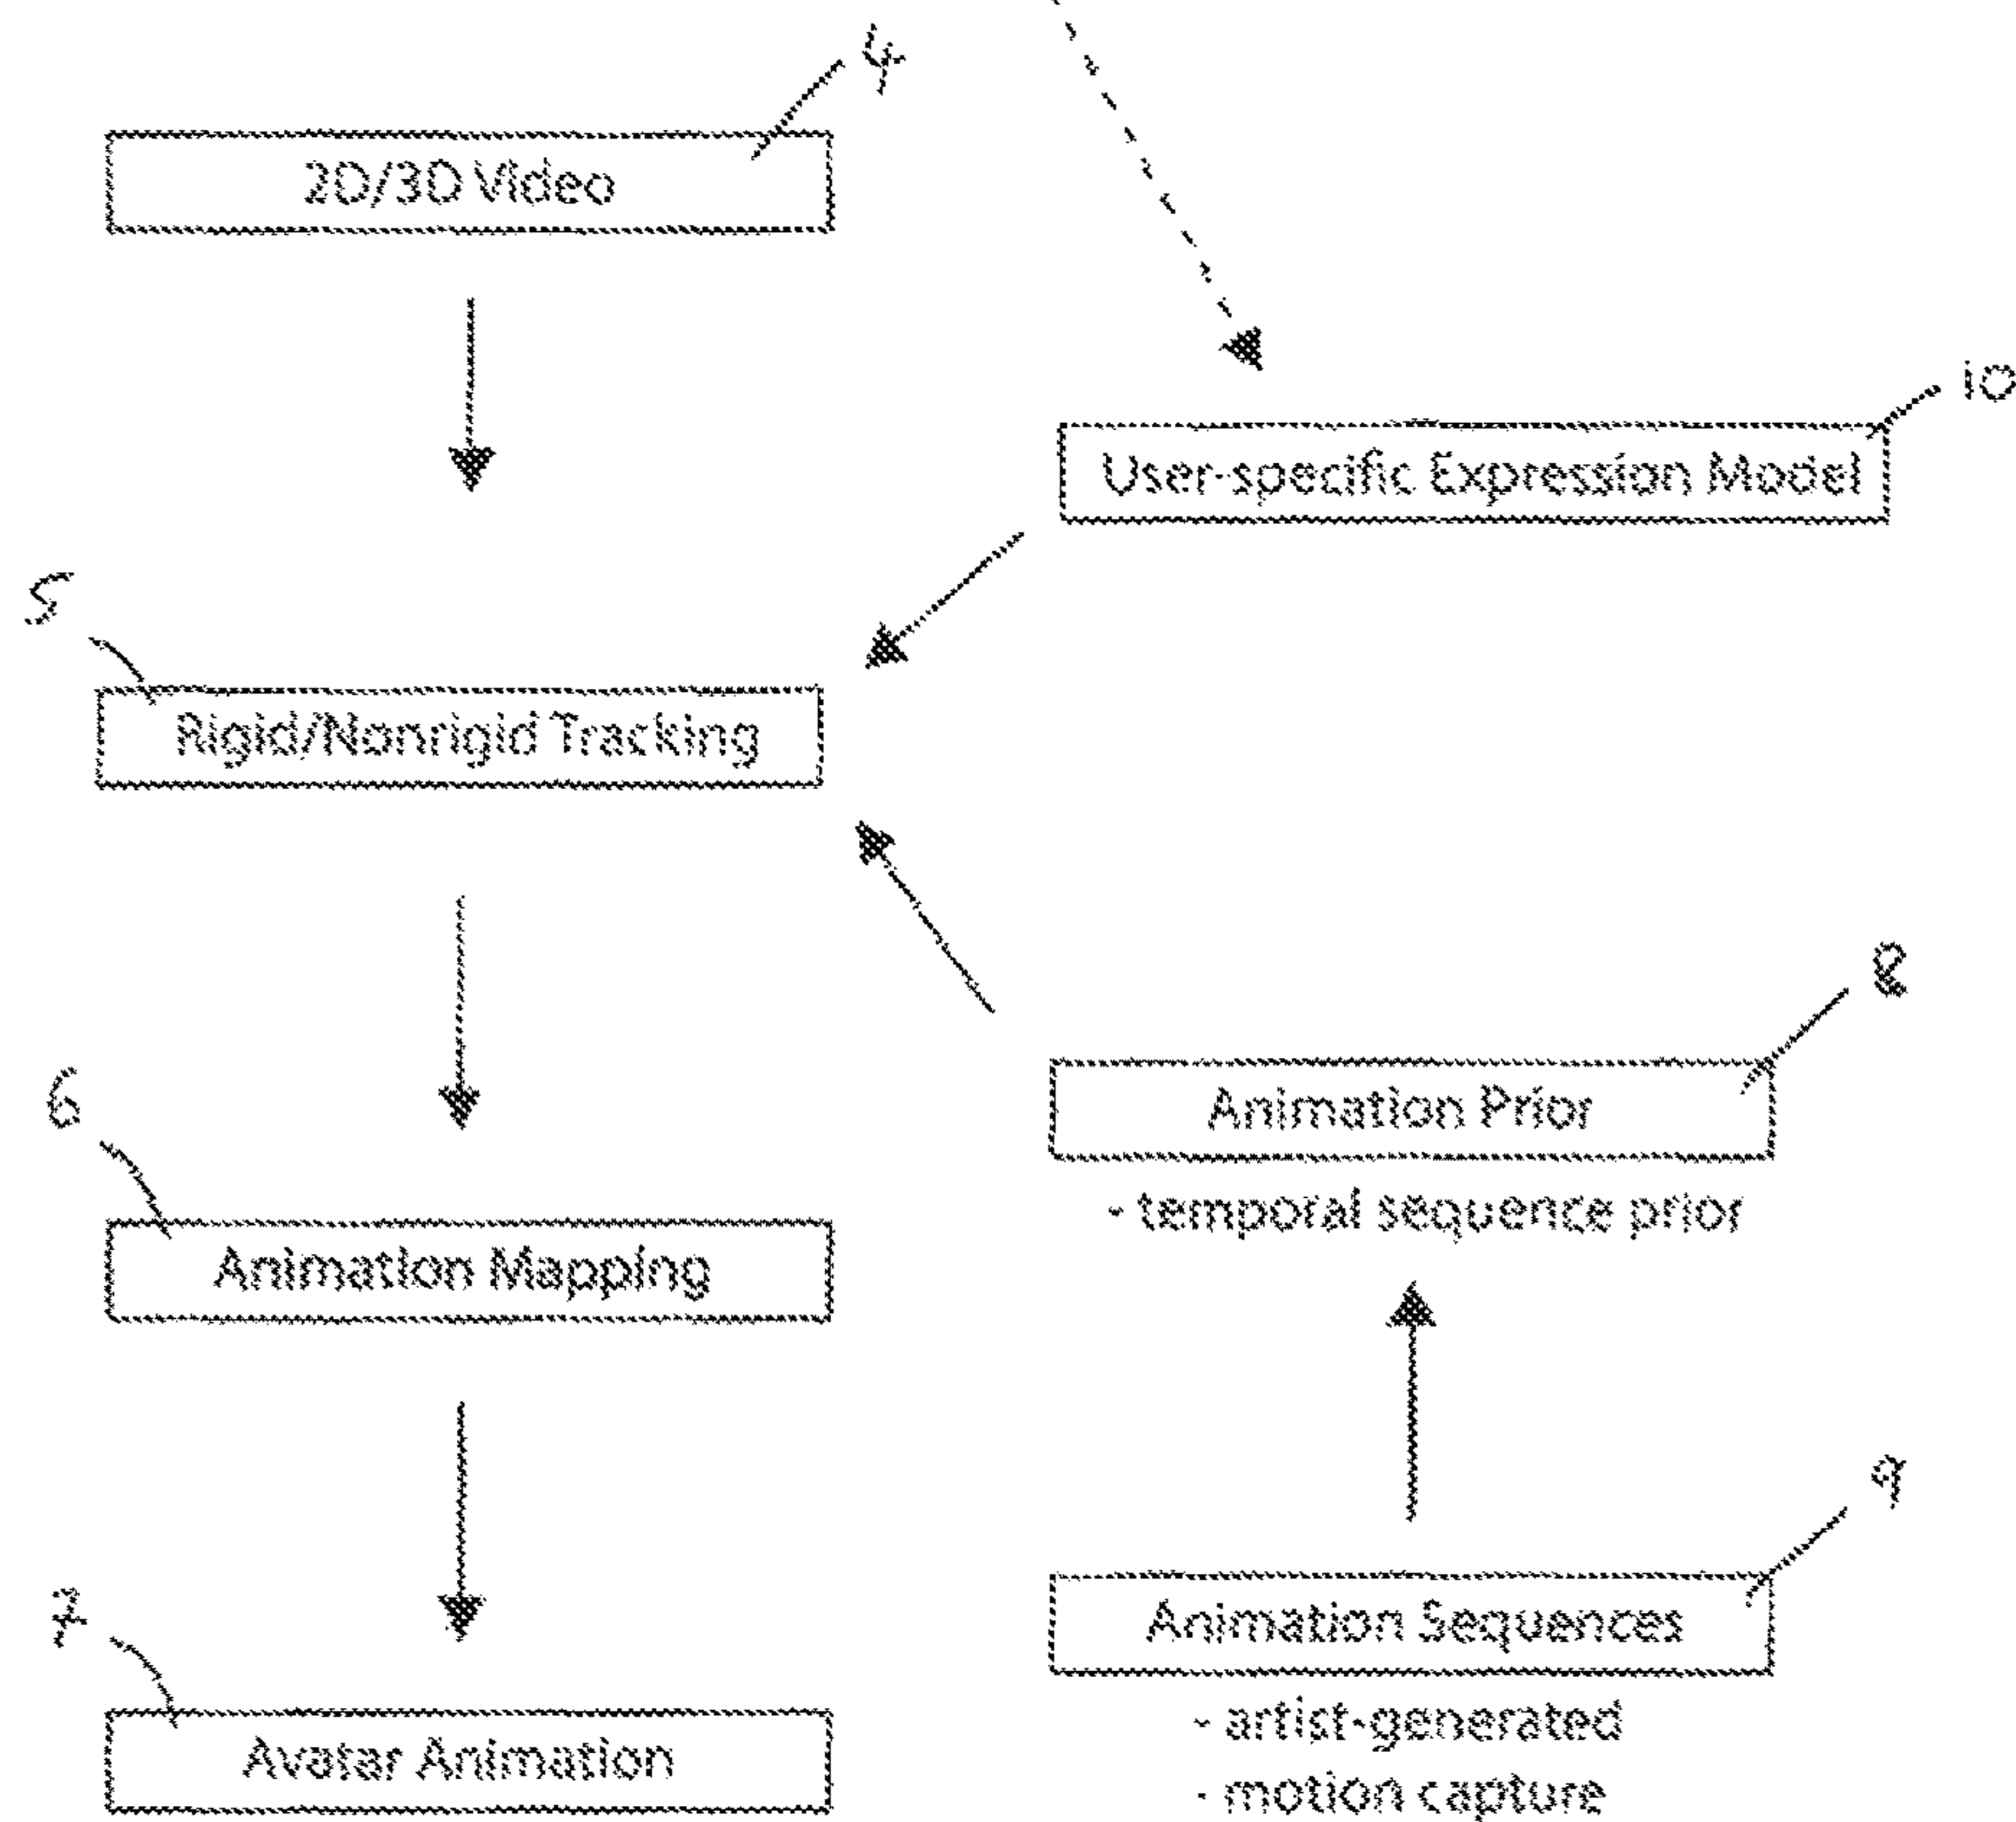 4
2D/3D Video
10
User-specific Expression Model
5
Rigid/Nonrigid Tracking
8
Animation Prior
- temporal sequence prior
6
Animation Mapping
9
Animation Sequences
- artist-generated
- motion capture
7
Avatar Animation